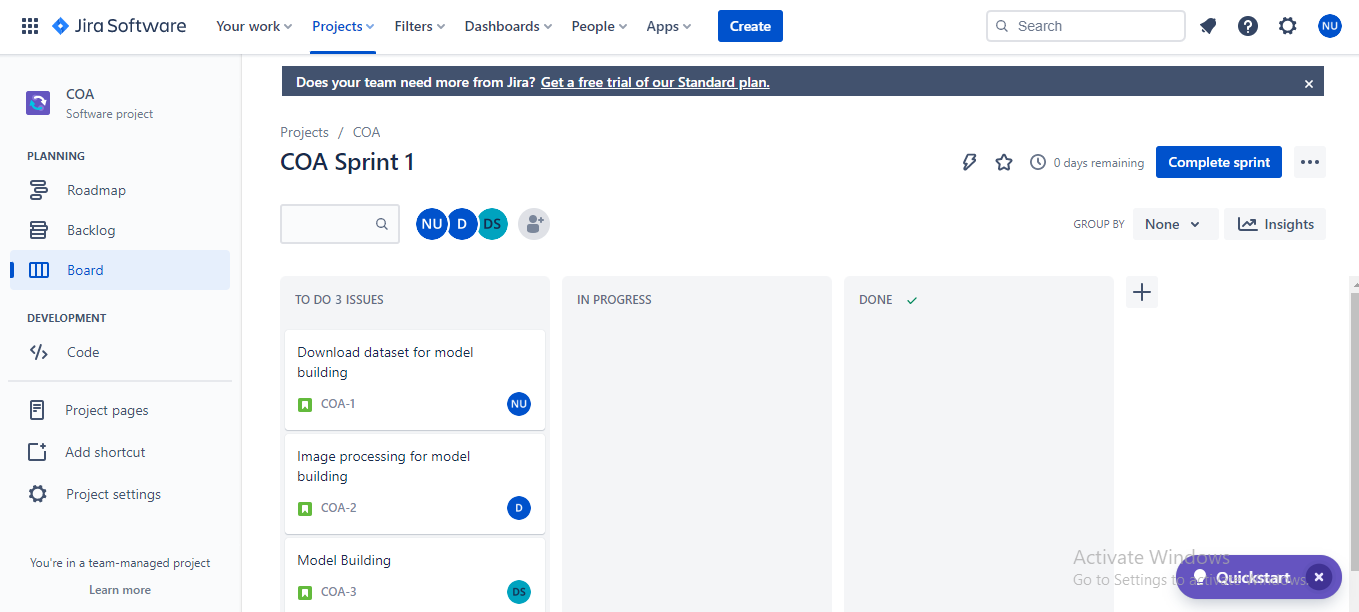 Jira Software Your work Projects Filters Dashboards People Apps Create Search NU
Does your team need more from Jira? Get a free trial of our Standard plan.
COA
Software project
PLANNING
Roadmap
Backlog
Board
DEVELOPMENT
Code
Project pages
Add shortcut
Project settings
You're in a team-managed project
Learn more
Projects / COA
COA Sprint 1
0 days remaining Complete sprint
NU D DS GROUP BY None Insights
TO DO 3 ISSUES
Download dataset for model
building
COA-1 NU
Image processing for model
building
COA-2 D
Model Building
COA-3 DS
IN PROGRESS
DONE
Activate Windows
Go to Settings to activate Windows.
Quickstart